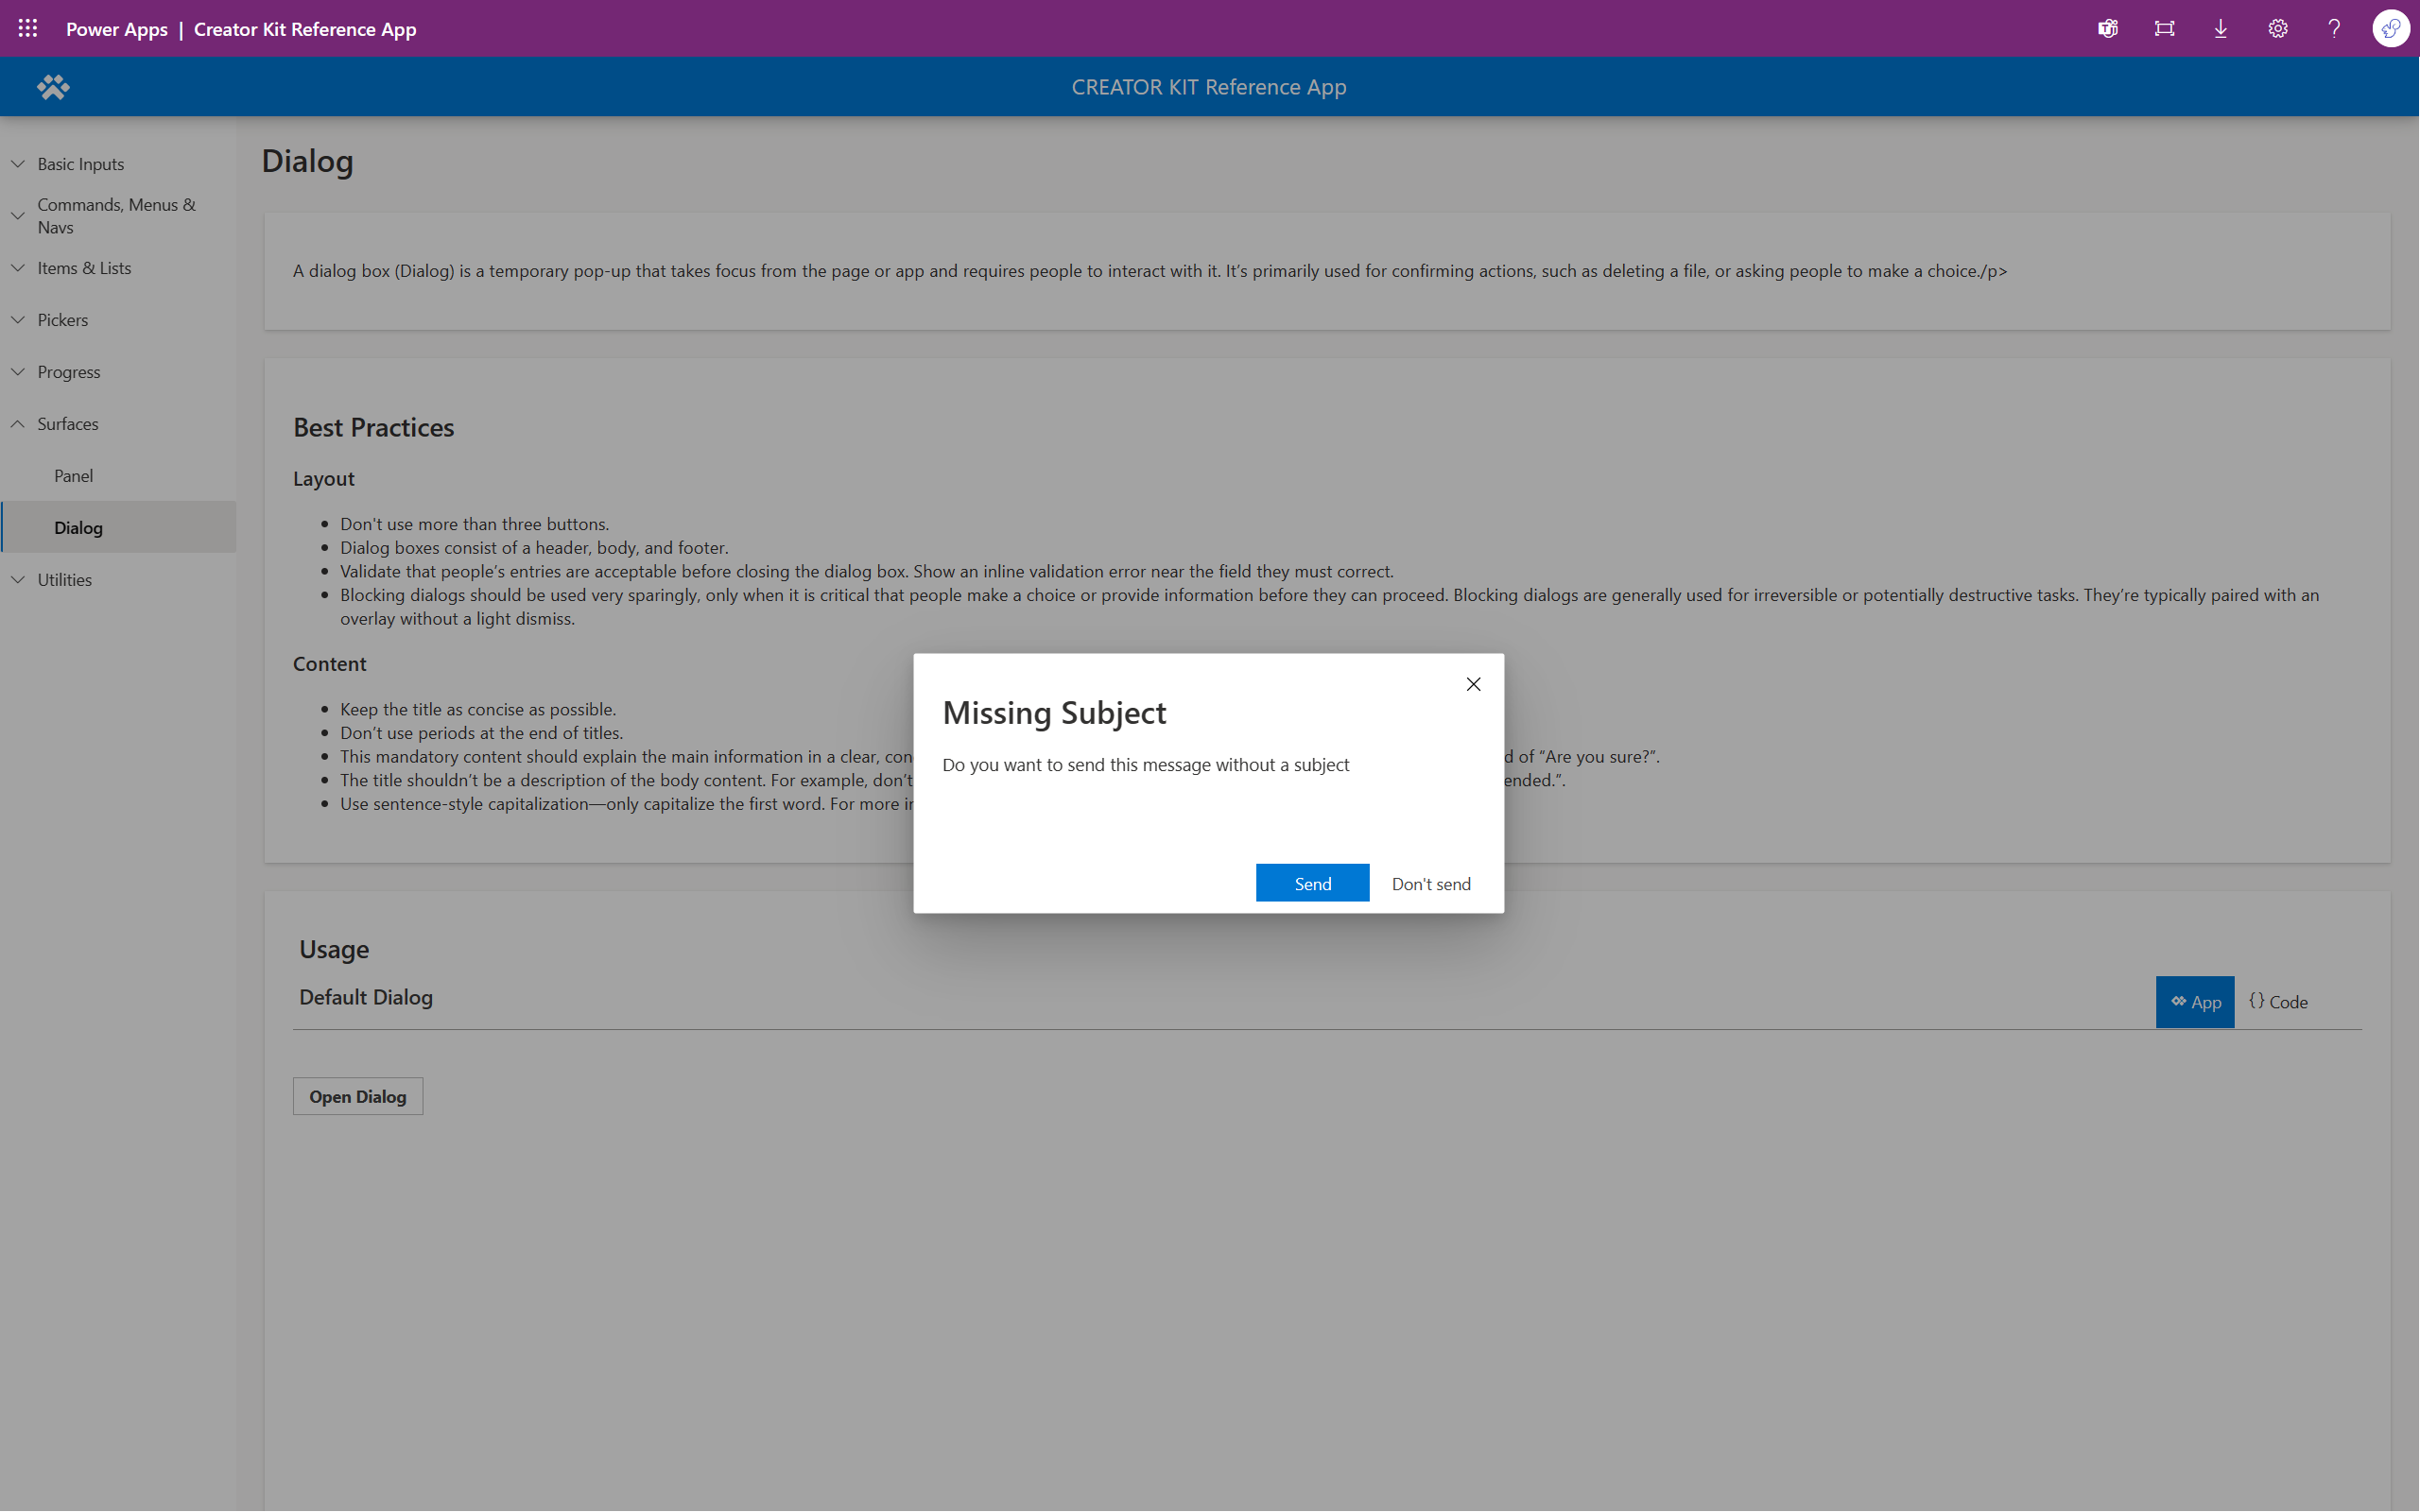 Power Apps | Creator Kit Reference App
CREATOR KIT Reference App
Basic Inputs
Commands, Menus &
Navs
Items & Lists
Pickers
Progress
Surfaces
Panel
Dialog
Utilities
Dialog
A dialog box (Dialog) is a temporary pop-up that takes focus from the page or app and requires people to interact with it. It’s primarily used for confirming actions, such as deleting a file, or asking people to make a choice./p>
Best Practices
Layout
Don't use more than three buttons.
Dialog boxes consist of a header, body, and footer.
Validate that people’s entries are acceptable before closing the dialog box. Show an inline validation error near the field they must correct.
Blocking dialogs should be used very sparingly, only when it is critical that people make a choice or provide information before they can proceed. Blocking dialogs are generally used for irreversible or potentially destructive tasks. They’re typically paired with an
overlay without a light dismiss.
Content
Keep the title as concise as possible.
Don’t use periods at the end of titles.
This mandatory content should explain the main information in a clear, con
d of “Are you sure?”.
The title shouldn’t be a description of the body content. For example, don’t
ended.”.
Use sentence-style capitalization—only capitalize the first word. For more in
Missing Subject
Do you want to send this message without a subject
Send
Don't send
Usage
Default Dialog
App
{} Code
Open Dialog